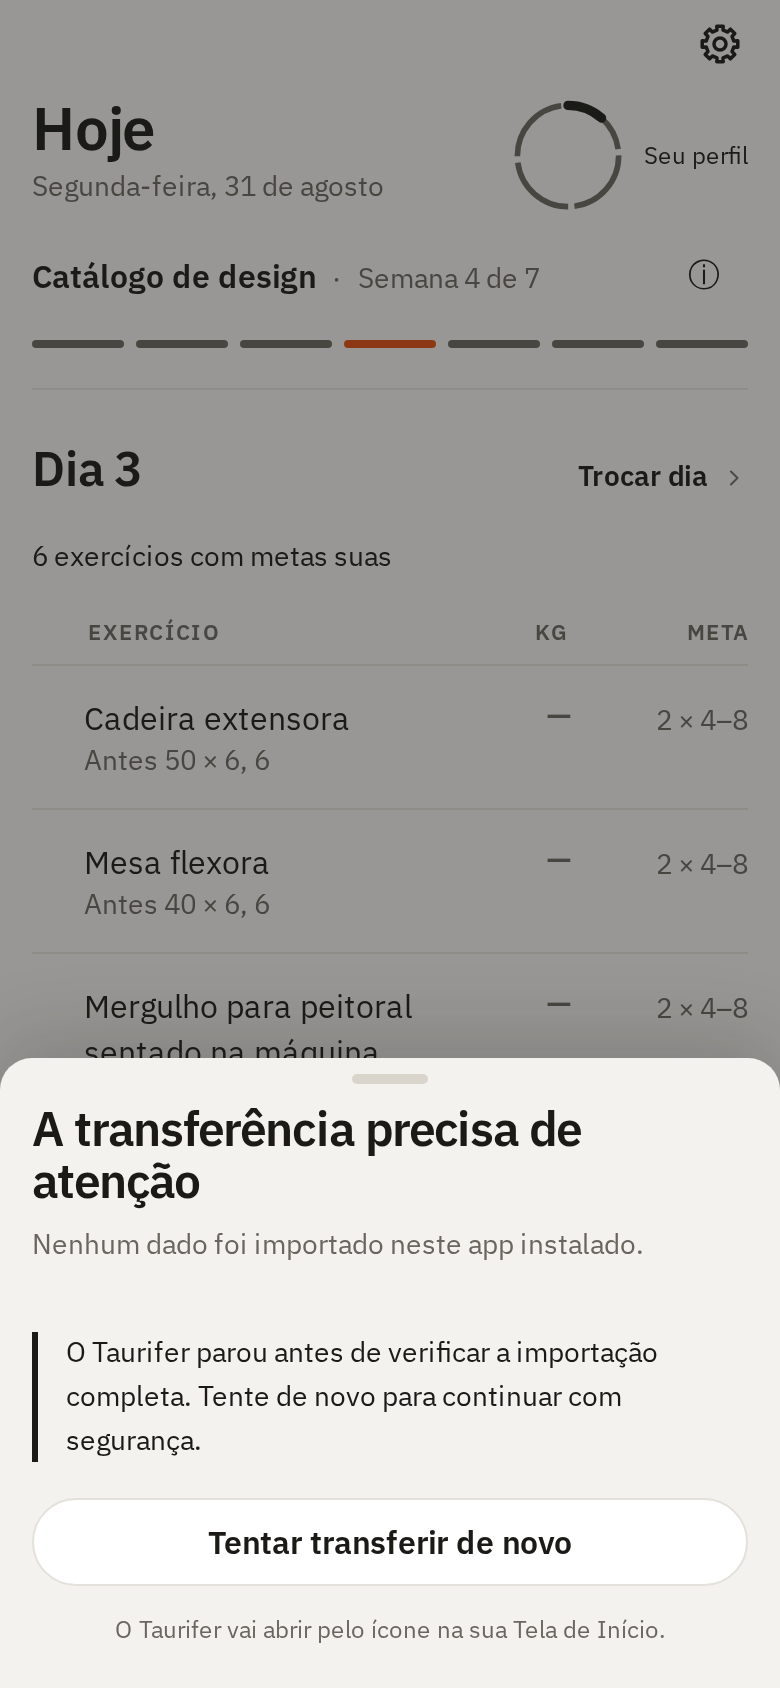 Hoje
Segunda-feira, 31 de agosto
Seu perfil
Catálogo de design · Semana 4 de 7
Dia 3
Trocar dia
6 exercícios com metas suas
EXERCÍCIO KG META
Cadeira extensora — 2 × 4–8
Antes 50 × 6, 6
Mesa flexora — 2 × 4–8
Antes 40 × 6, 6
Mergulho para peitoral — 2 × 4–8
sentado na máquina
A transferência precisa de
atenção
Nenhum dado foi importado neste app instalado.
O Taurifer parou antes de verificar a importação
completa. Tente de novo para continuar com
segurança.
Tentar transferir de novo
O Taurifer vai abrir pelo ícone na sua Tela de Início.